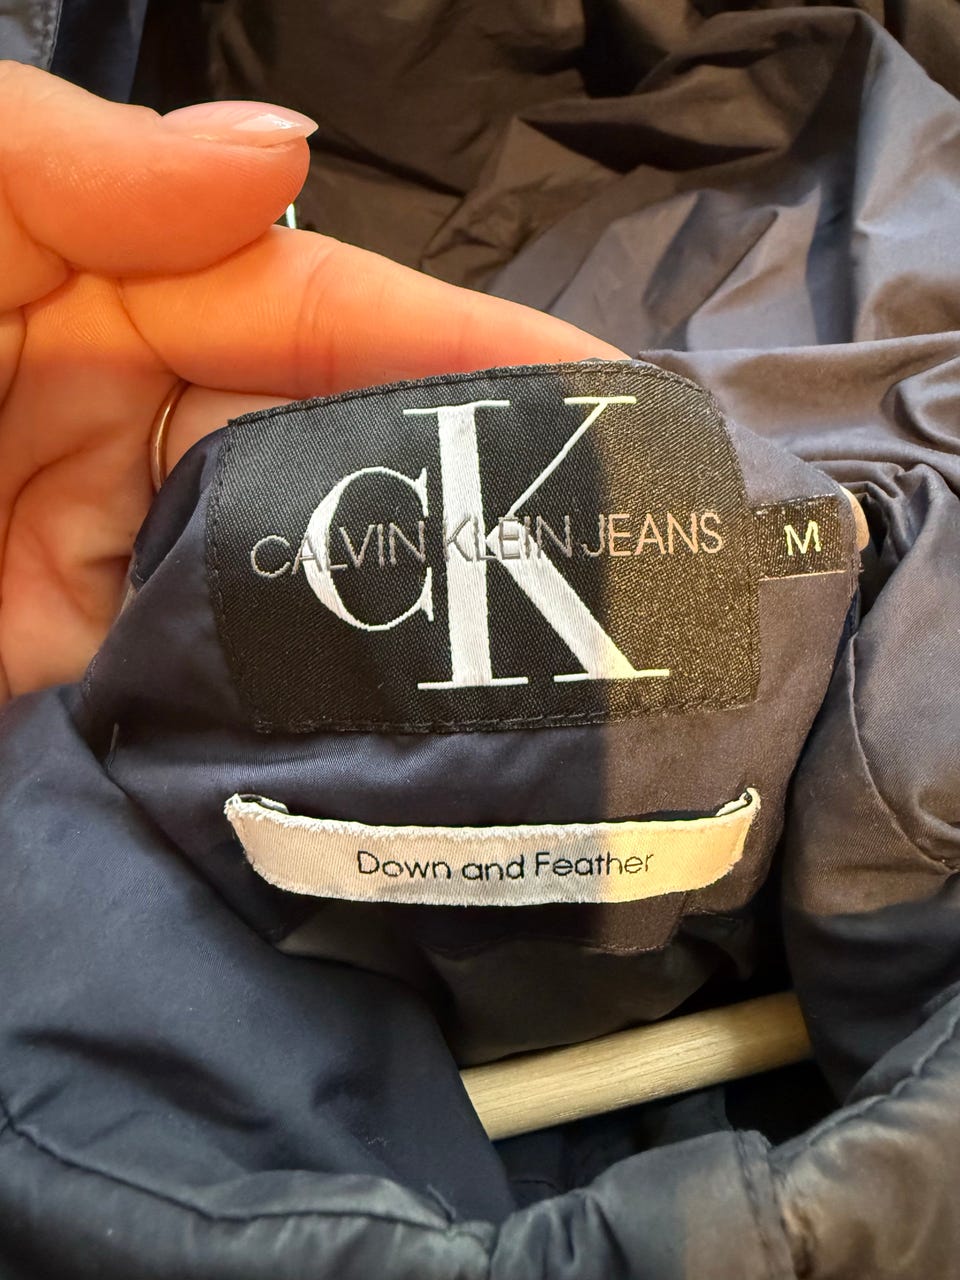 CK
CALVIN KLEIN JEANS
M
Down and Feather